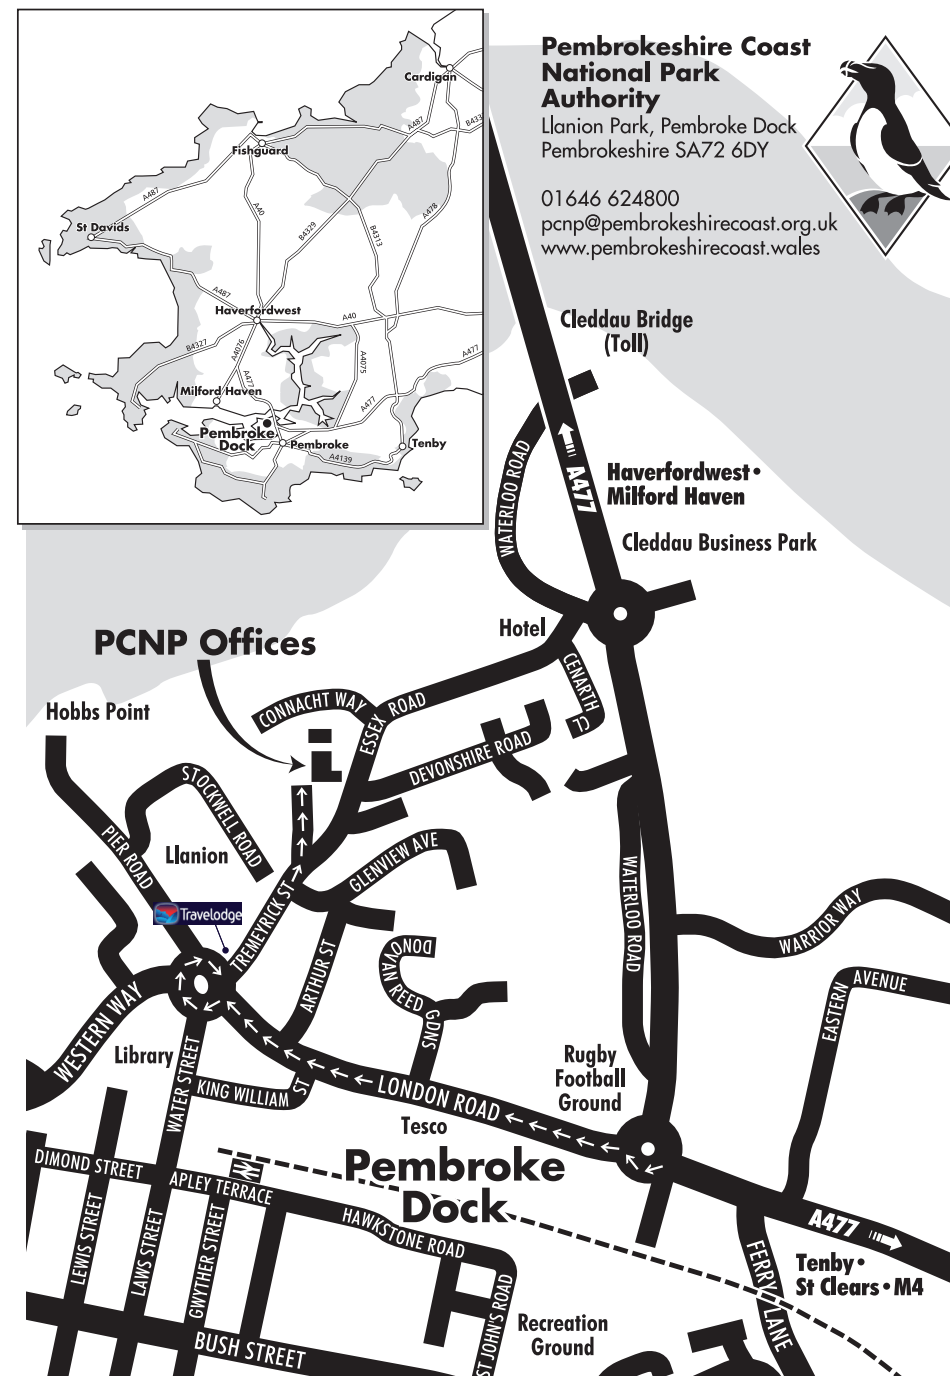 Pembrokeshire Coast
National Park
Authority
Llanion Park, Pembroke Dock
Pembrokeshire SA72 6DY
01646 624800
pcnp@pembrokeshirecoast.org.uk
www.pembrokeshirecoast.wales
Cardigan
A487
B433
Fishguard
A487
A40
B4329
B4313
A478
St Davids
A487
Haverfordwest
A40
B4327
A4076
A477
A4075
A477
Milford Haven
A477
Pembroke
Dock
Pembroke
Tenby
A4139
Cleddau Bridge
(Toll)
WATERLOO ROAD
A477
Haverfordwest •
Milford Haven
Cleddau Business Park
Hotel
PCNP Offices
CENARTH CL
CONNACHT WAY
ESSEX ROAD
Hobbs Point
DEVONSHIRE ROAD
STOCKWELL ROAD
PIER ROAD
Llanion
GLENVIEW AVE
WATERLOO ROAD
WARRIOR WAY
Travelodge
TREMEYRICK ST
ARTHUR ST
DONOVAN REED GDNS
EASTERN AVENUE
WESTERN WAY
Library
WATER STREET
KING WILLIAM ST
LONDON ROAD
Rugby
Football
Ground
Tesco
Pembroke
Dock
DIMOND STREET
APLEY TERRACE
HAWKSTONE ROAD
LEWIS STREET
LAWS STREET
GWYTHER STREET
BUSH STREET
ST JOHN'S ROAD
Recreation
Ground
FERRY LANE
A477
Tenby •
St Clears • M4